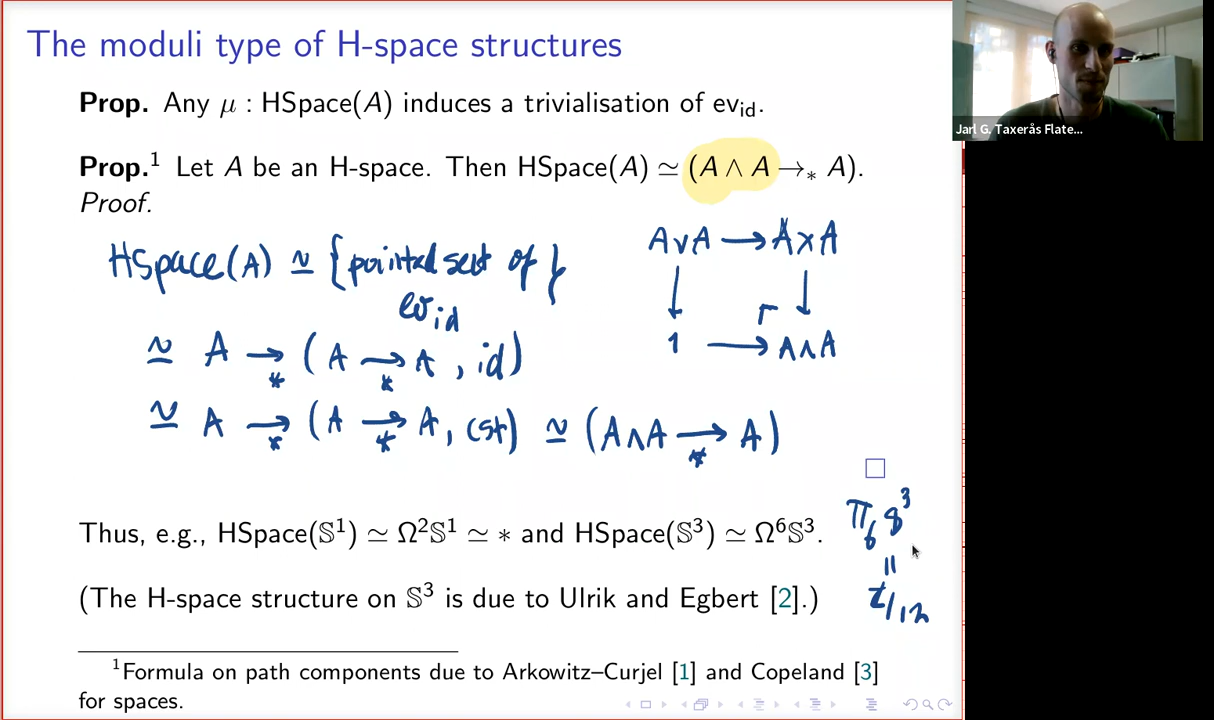 The moduli type of H-space structures
Prop. Any μ : HSpace(A) induces a trivialisation of ev_id.
Jarl G. Taxerås Flate...
Prop.¹ Let A be an H-space. Then HSpace(A) ≃ (A ∧ A →∗ A).
Proof.
HSpace(A) ≃ {pointed sect of}
ev_id
≃ A →∗ (A →∗ A, id)
≃ A →∗ (A →∗ A, cst) ≃ (A∧A →∗ A)
A∨A → A×A
↓ ↓
1 → A∧A
□
Thus, e.g., HSpace(𝕊¹) ≃ Ω²𝕊¹ ≃ ∗ and HSpace(𝕊³) ≃ Ω⁶𝕊³.
π₆ S³
=
ℤ/12
(The H-space structure on 𝕊³ is due to Ulrik and Egbert [2].)
¹Formula on path components due to Arkowitz–Curjel [1] and Copeland [3]
for spaces.